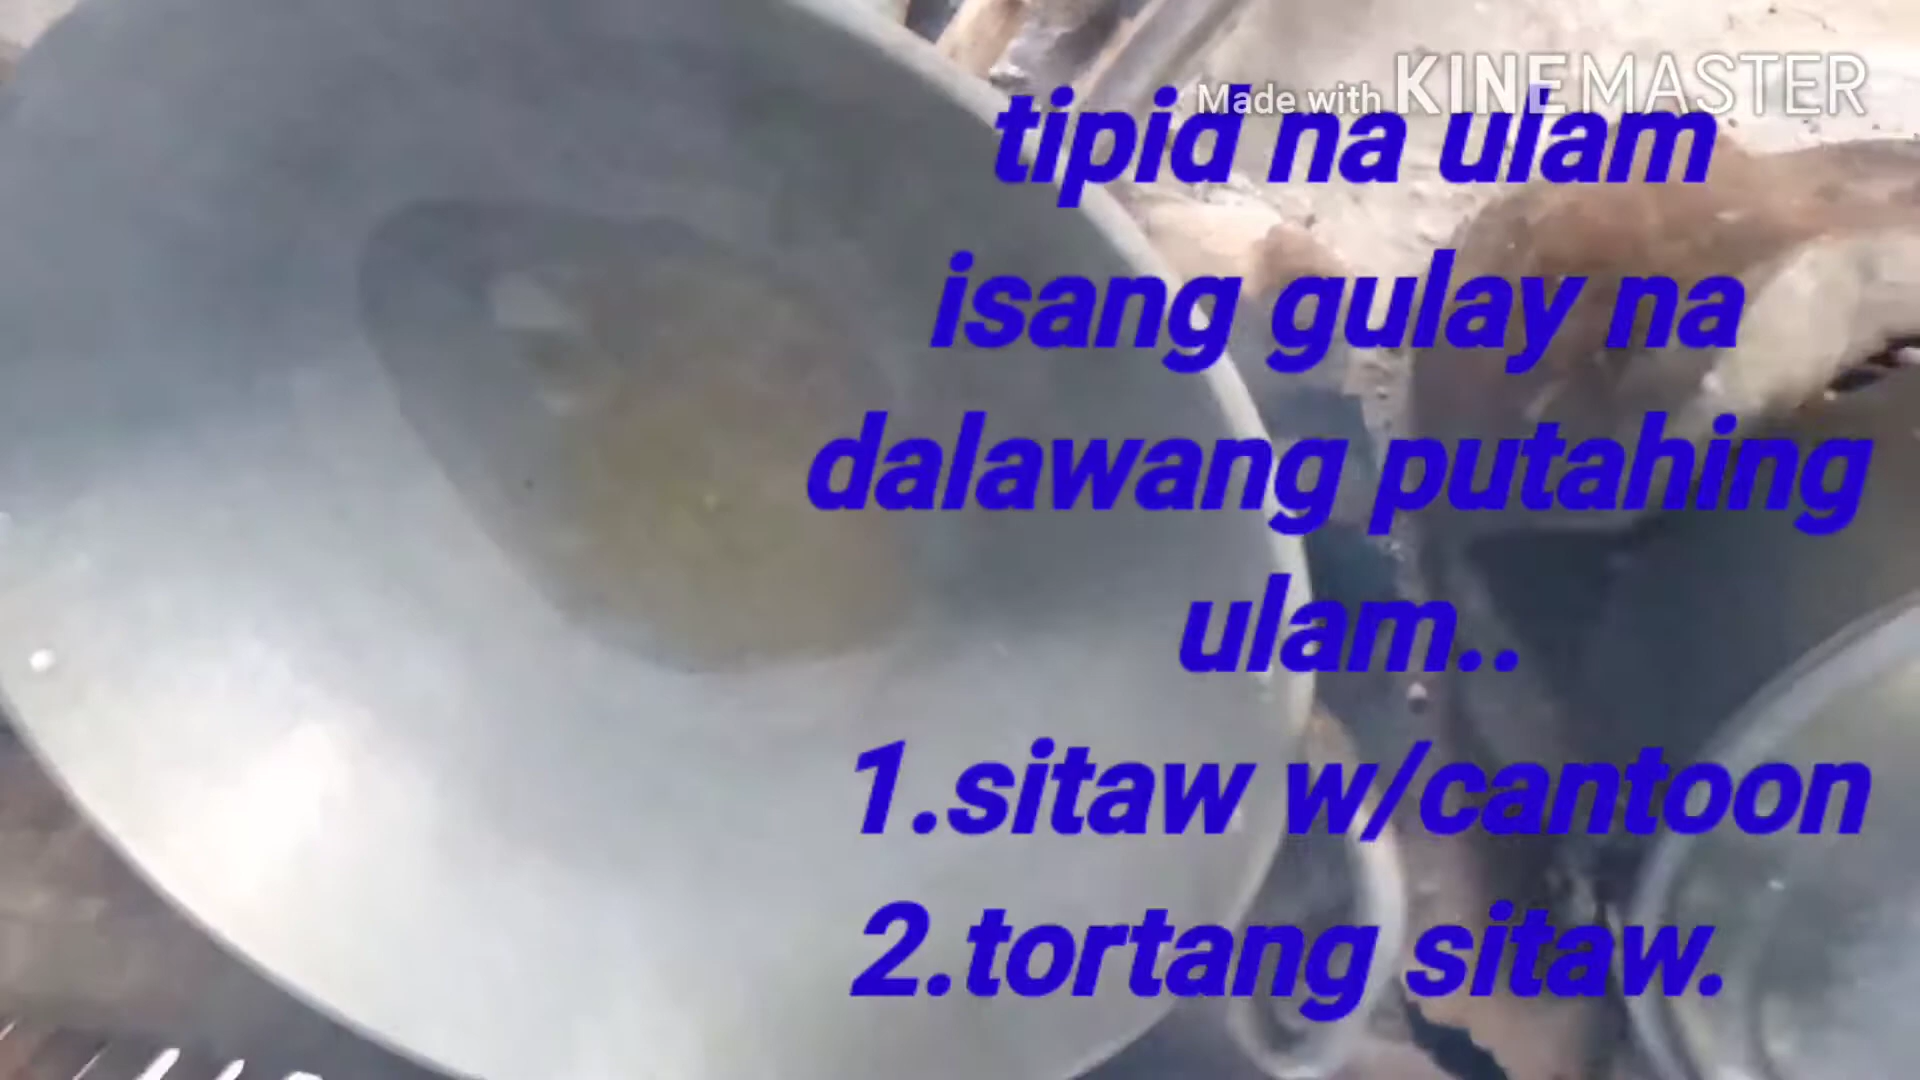 Made with KINEMASTER
tipid na ulam
isang gulay na
dalawang putahing
ulam..
1.sitaw w/cantoon
2.tortang sitaw.